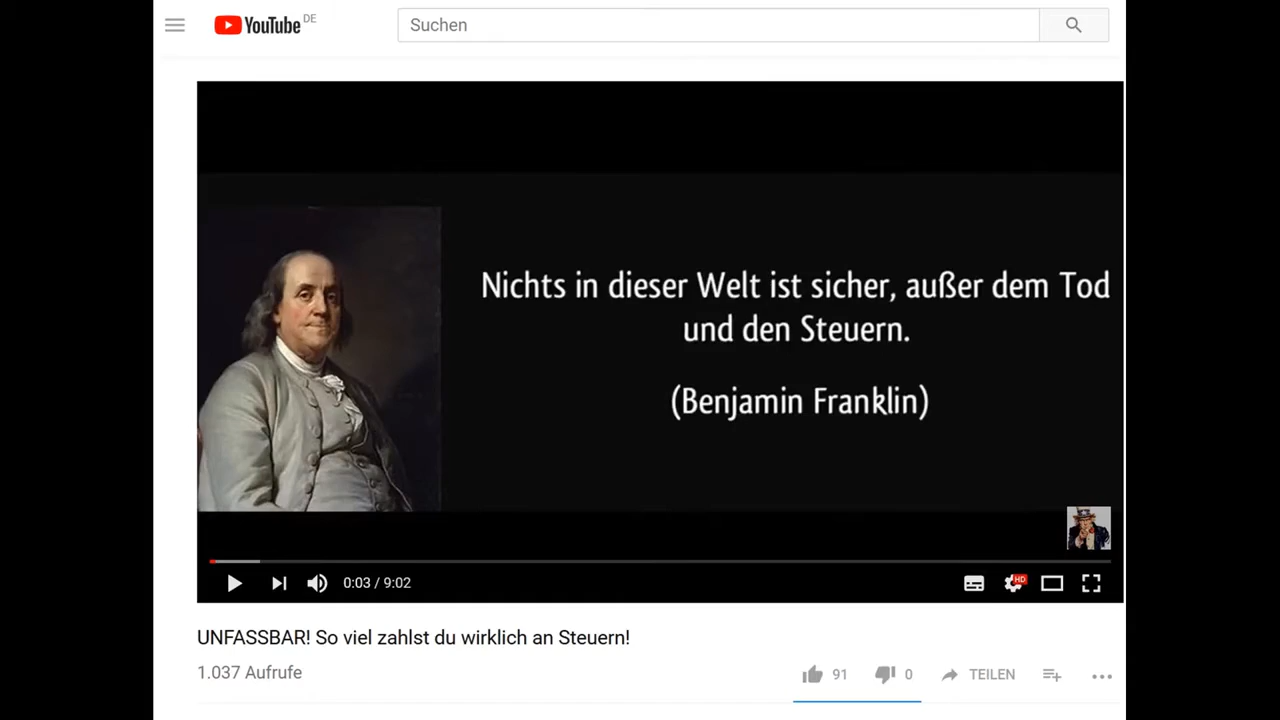 YouTube DE
Suchen
Nichts in dieser Welt ist sicher, außer dem Tod
und den Steuern.
(Benjamin Franklin)
0:03 / 9:02
HD
UNFASSBAR! So viel zahlst du wirklich an Steuern!
1.037 Aufrufe
91
0
TEILEN